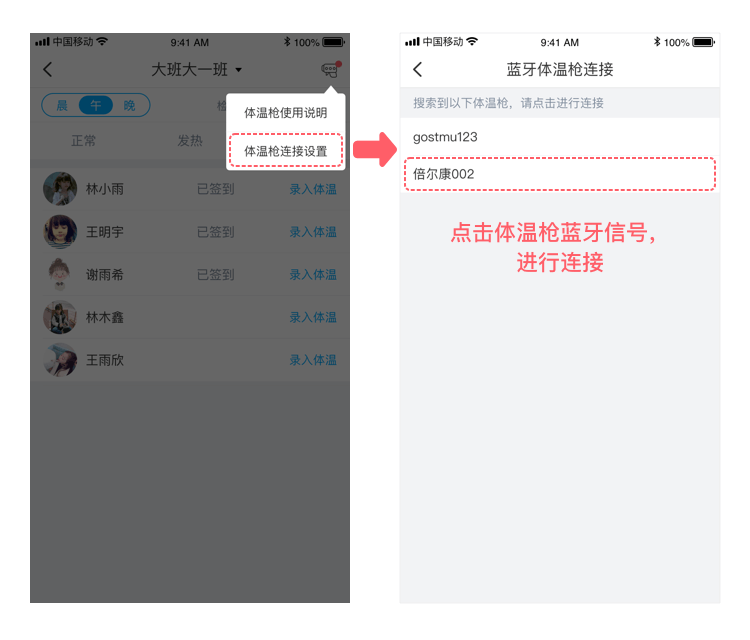 中国移动
9:41 AM
100%
大班大一班
晨 午 晚
体温枪使用说明
体温枪连接设置
正常
发热
林小雨 已签到 录入体温
王明宇 已签到 录入体温
谢雨希 已签到 录入体温
林木鑫 录入体温
王雨欣 录入体温
中国移动
9:41 AM
100%
蓝牙体温枪连接
搜索到以下体温枪，请点击进行连接
gostmu123
倍尔康002
点击体温枪蓝牙信号，
进行连接